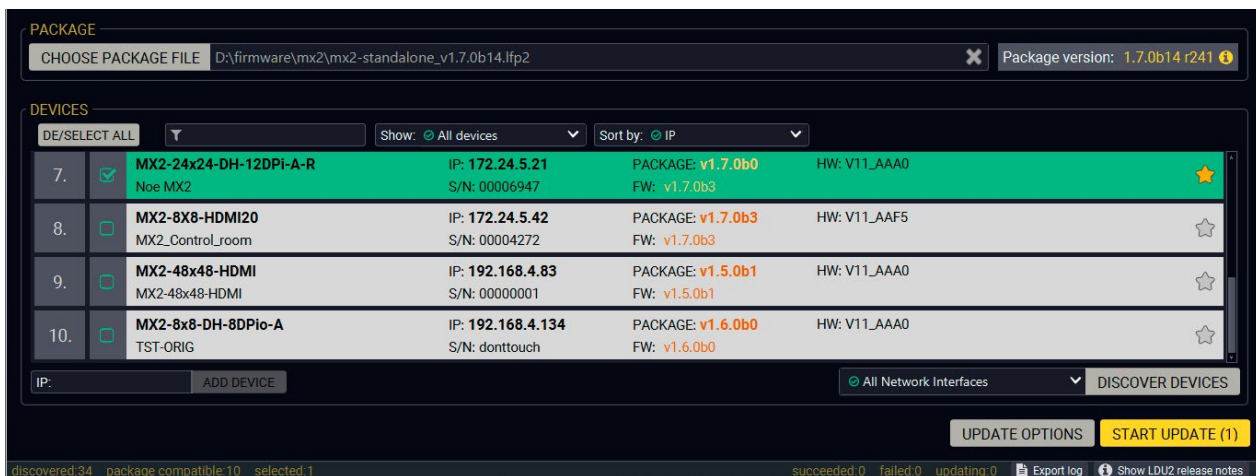 PACKAGE
CHOOSE PACKAGE FILE D:\firmware\mx2\mx2-standalone_v1.7.0b14.lfp2 Package version: 1.7.0b14 r241
DEVICES
DE/SELECT ALL Show: All devices Sort by: IP
7. MX2-24x24-DH-12DPi-A-R IP: 172.24.5.21 PACKAGE: v1.7.0b0 HW: V11_AAA0
Noe MX2 S/N: 00006947 FW: v1.7.0b3
8. MX2-8X8-HDMI20 IP: 172.24.5.42 PACKAGE: v1.7.0b3 HW: V11_AAF5
MX2_Control_room S/N: 00004272 FW: v1.7.0b3
9. MX2-48x48-HDMI IP: 192.168.4.83 PACKAGE: v1.5.0b1 HW: V11_AAA0
MX2-48x48-HDMI S/N: 00000001 FW: v1.5.0b1
10. MX2-8x8-DH-8DPio-A IP: 192.168.4.134 PACKAGE: v1.6.0b0 HW: V11_AAA0
TST-ORIG S/N: donttouch FW: v1.6.0b0
IP: ADD DEVICE All Network Interfaces DISCOVER DEVICES
UPDATE OPTIONS START UPDATE (1)
discovered:34 package compatible:10 selected:1 succeeded:0 failed:0 updating:0 Export log Show LDU2 release notes